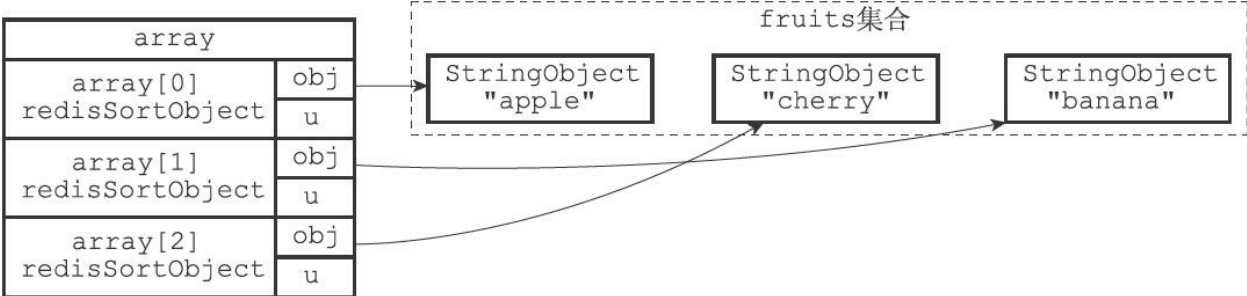 fruits集合
array
StringObject
"apple"
StringObject
"cherry"
StringObject
"banana"
array[0]
redisSortObject
obj
u
array[1]
redisSortObject
obj
u
array[2]
redisSortObject
obj
u